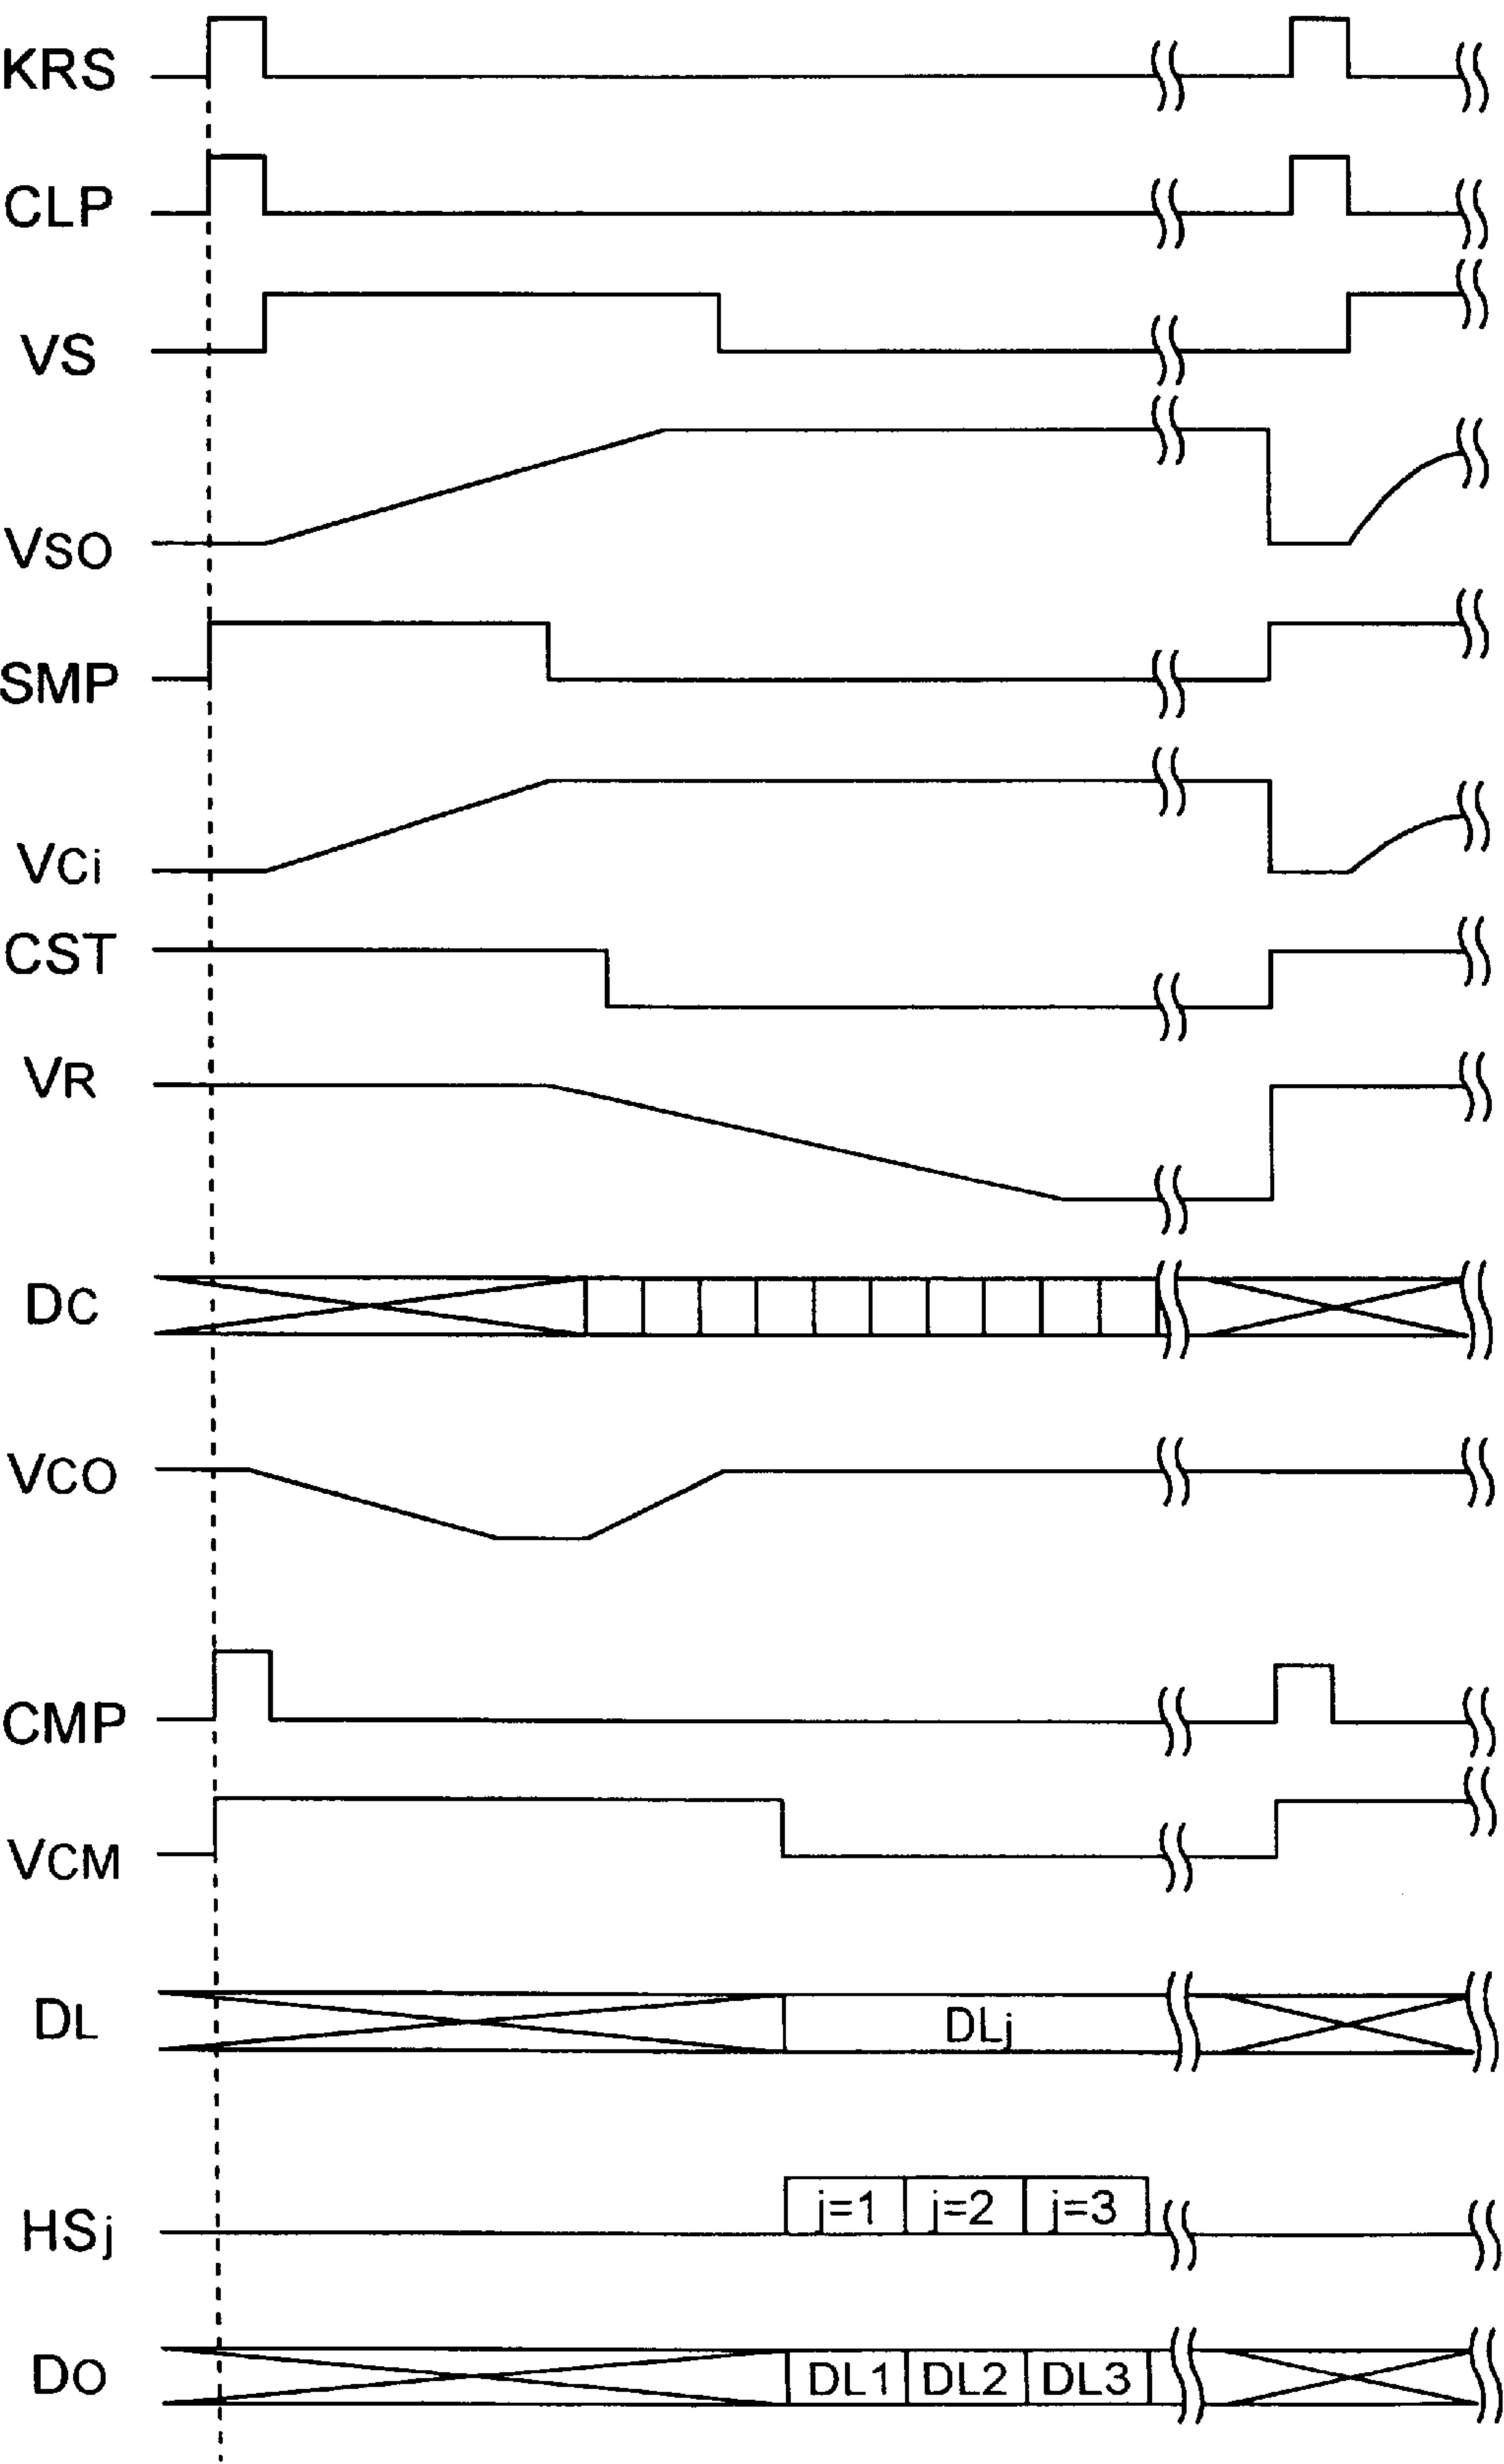 KRS
CLP
VS
VSO
SMP
VCi
CST
VR
DC
VCO
CMP
VCM
DL DLj
HSj j=1 j=2 j=3
DO DL1 DL2 DL3